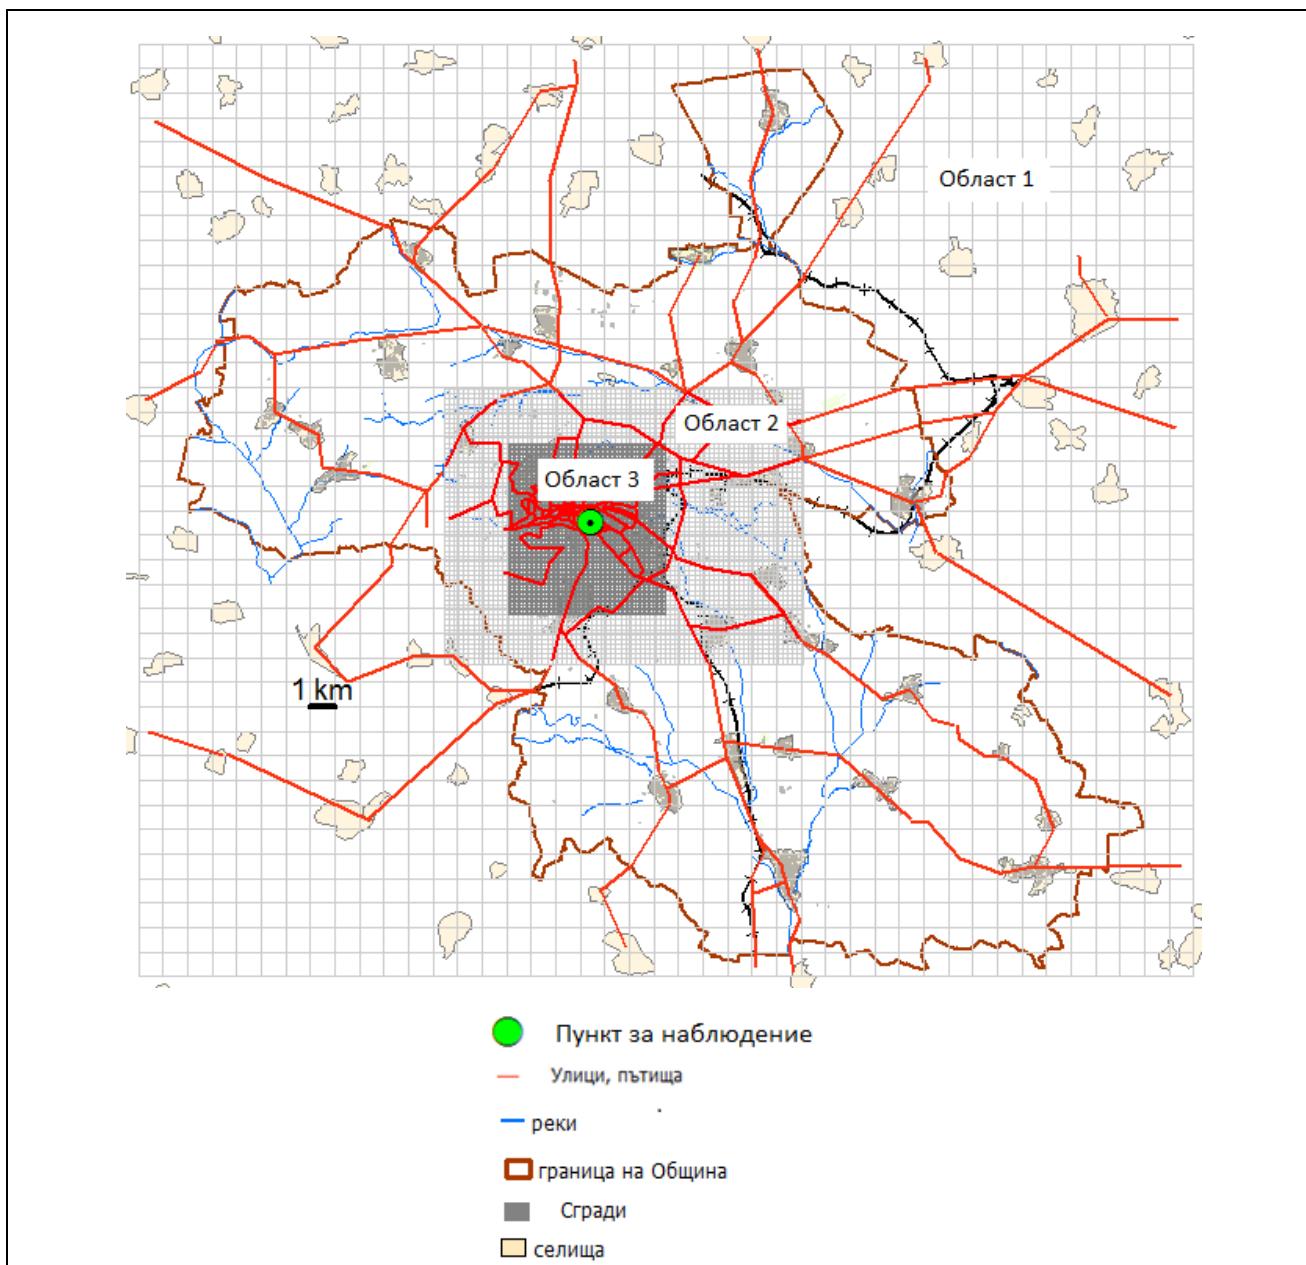 Област 1
Област 2
Област 3
1 km
Пункт за наблюдение
Улици, пътища
реки
граница на Община
Сгради
селища